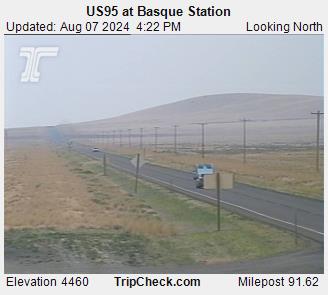 US95 at Basque Station
Updated: Aug 07 2024 4:22 PM Looking North
Elevation 4460 TripCheck.com Milepost 91.62